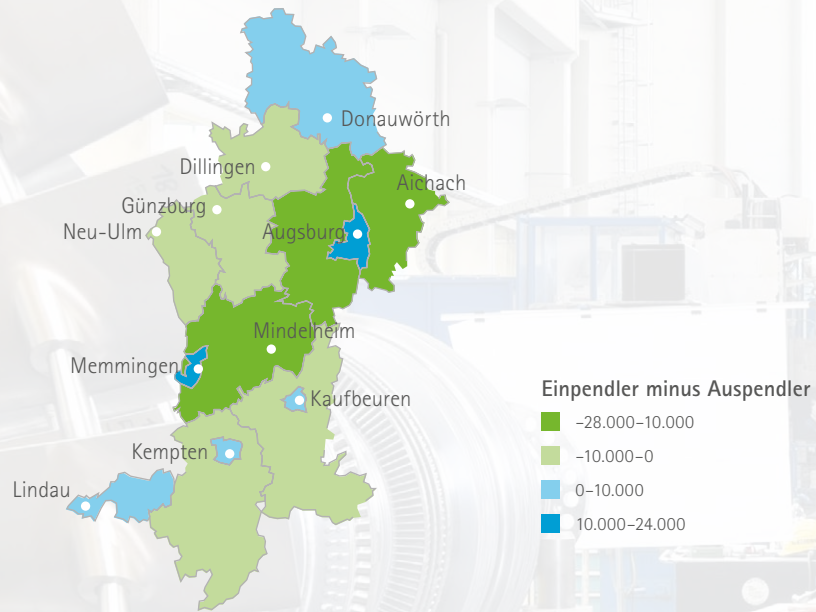 Donauwörth
Dillingen
Aichach
Günzburg
Neu-Ulm
Augsburg
Mindelheim
Memmingen
Kaufbeuren
Kempten
Lindau
Einpendler minus Auspendler
–28.000–10.000
–10.000–0
0–10.000
10.000–24.000